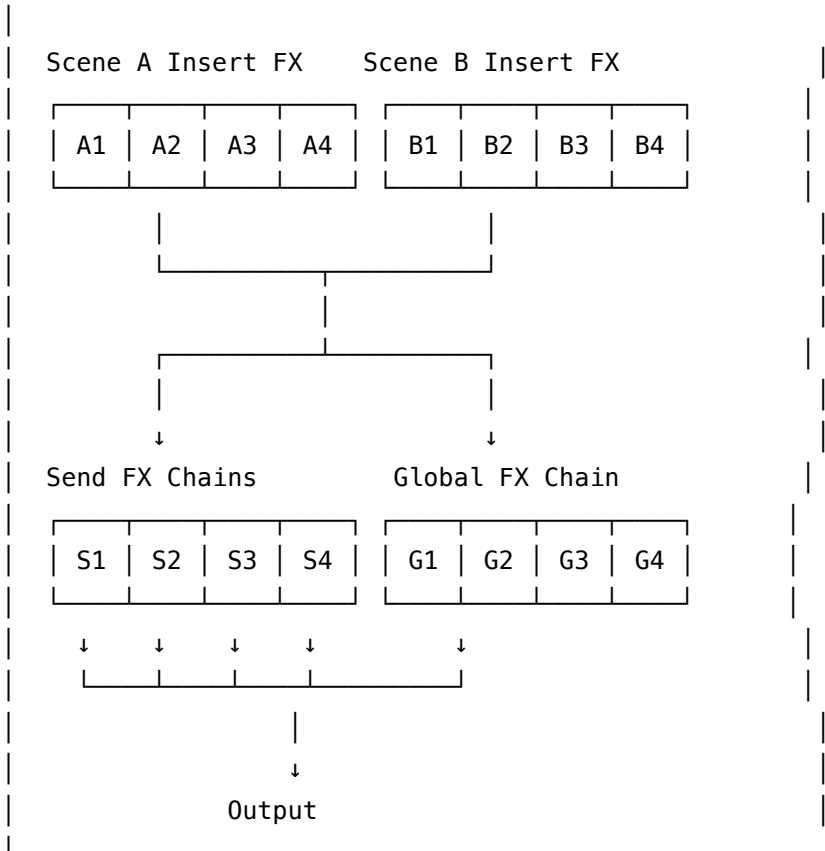 Scene A Insert FX Scene B Insert FX
A1 A2 A3 A4 B1 B2 B3 B4
Send FX Chains Global FX Chain
S1 S2 S3 S4 G1 G2 G3 G4
Output